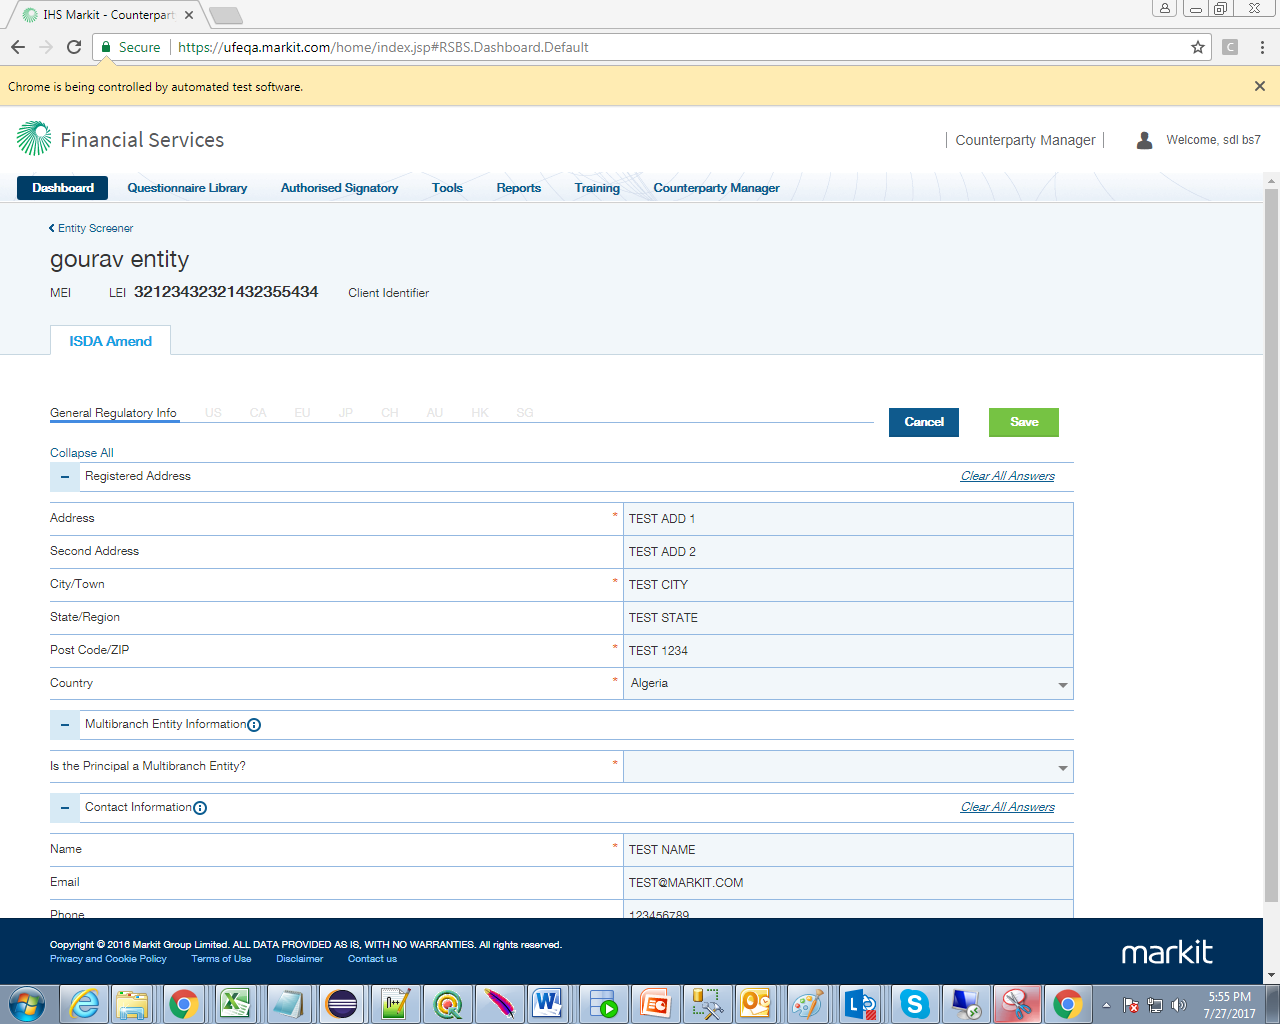 IHS Markit - Counterpart
Secure
https://ufeqa.markit.com/home/index.jsp#RSBS.Dashboard.Default
C
Chrome is being controlled by automated test software.
Financial Services
Counterparty Manager
Welcome, sdl bs7
Dashboard Questionnaire Library Authorised Signatory Tools Reports Training Counterparty Manager
Entity Screener
gourav entity
MEI LEI 32123432321432355434 Client Identifier
ISDA Amend
General Regulatory Info US CA EU JP CH AU HK SG
Cancel Save
Collapse All
Registered Address Clear All Answers
Address * TEST ADD 1
Second Address TEST ADD 2
City/Town * TEST CITY
State/Region TEST STATE
Post Code/ZIP * TEST 1234
Country * Algeria
Multibranch Entity Information
Is the Principal a Multibranch Entity? *
Contact Information Clear All Answers
Name * TEST NAME
Email TEST@MARKIT.COM
Phone 123456789
Copyright © 2016 Markit Group Limited. ALL DATA PROVIDED AS IS, WITH NO WARRANTIES. All rights reserved.
Privacy and Cookie Policy Terms of Use Disclaimer Contact us
markit
5:55 PM
7/27/2017